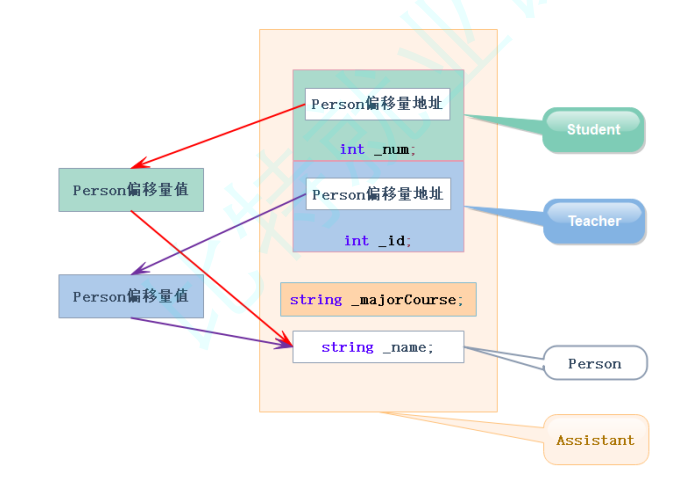 Person偏移量地址
Student
int _num;
Person偏移量值
Person偏移量地址
Teacher
int _id;
Person偏移量值
string _majorCourse;
string _name;
Person
Assistant